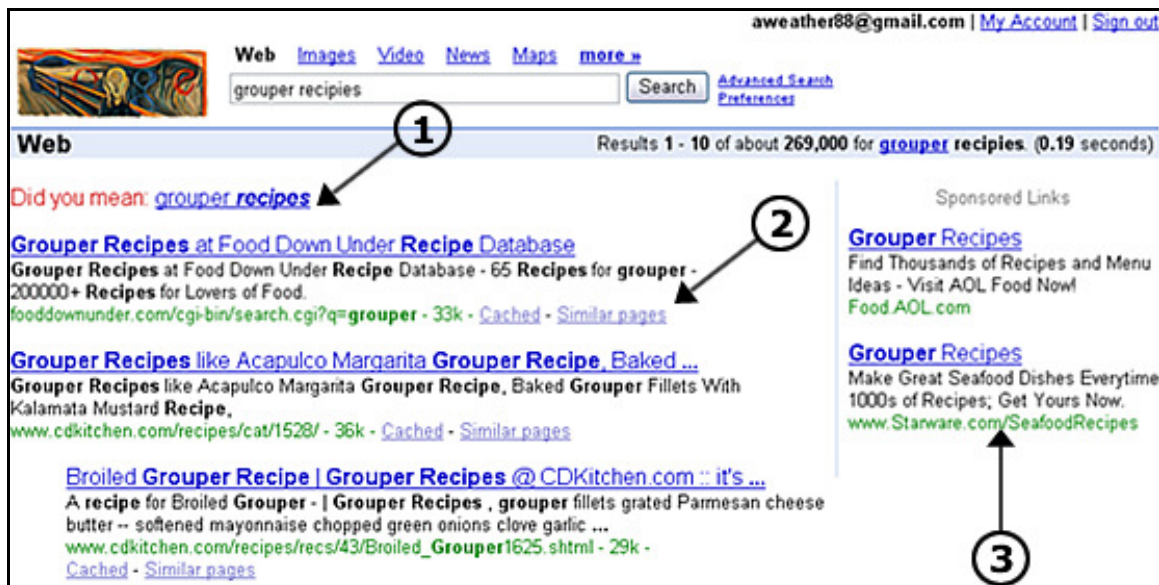 aweather88@gmail.com | My Account | Sign out
Web Images Video News Maps more »
grouper recipies Search Advanced Search
Preferences
1
Web Results 1 - 10 of about 269,000 for grouper recipies. (0.19 seconds)
Did you mean: grouper recipes
2
Grouper Recipes at Food Down Under Recipe Database
Grouper Recipes at Food Down Under Recipe Database - 65 Recipes for grouper -
200000+ Recipes for Lovers of Food.
fooddownunder.com/cgi-bin/search.cgi?q=grouper - 33k - Cached - Similar pages
Grouper Recipes like Acapulco Margarita Grouper Recipe, Baked ...
Grouper Recipes like Acapulco Margarita Grouper Recipe, Baked Grouper Fillets With
Kalamata Mustard Recipe,
www.cdkitchen.com/recipes/cat/1528/ - 36k - Cached - Similar pages
Broiled Grouper Recipe | Grouper Recipes @ CDKitchen.com :: it's ...
A recipe for Broiled Grouper - | Grouper Recipes , grouper fillets grated Parmesan cheese
butter -- softened mayonnaise chopped green onions clove garlic ...
www.cdkitchen.com/recipes/recs/43/Broiled_Grouper1625.shtml - 29k -
Cached - Similar pages
Sponsored Links
Grouper Recipes
Find Thousands of Recipes and Menu
Ideas - Visit AOL Food Now!
Food.AOL.com
Grouper Recipes
Make Great Seafood Dishes Everytime
1000s of Recipes; Get Yours Now.
www.Starware.com/SeafoodRecipes
3